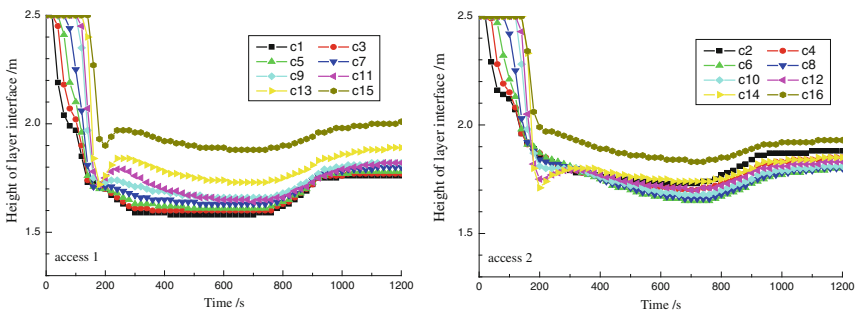 2.5
2.0
1.5
Height of layer interface /m
0 200 400 600 800 1000 1200
Time /s
access 1
c1 c3
c5 c7
c9 c11
c13 c15
2.5
2.0
1.5
Height of layer interface /m
0 200 400 600 800 1000 1200
Time /s
access 2
c2 c4
c6 c8
c10 c12
c14 c16